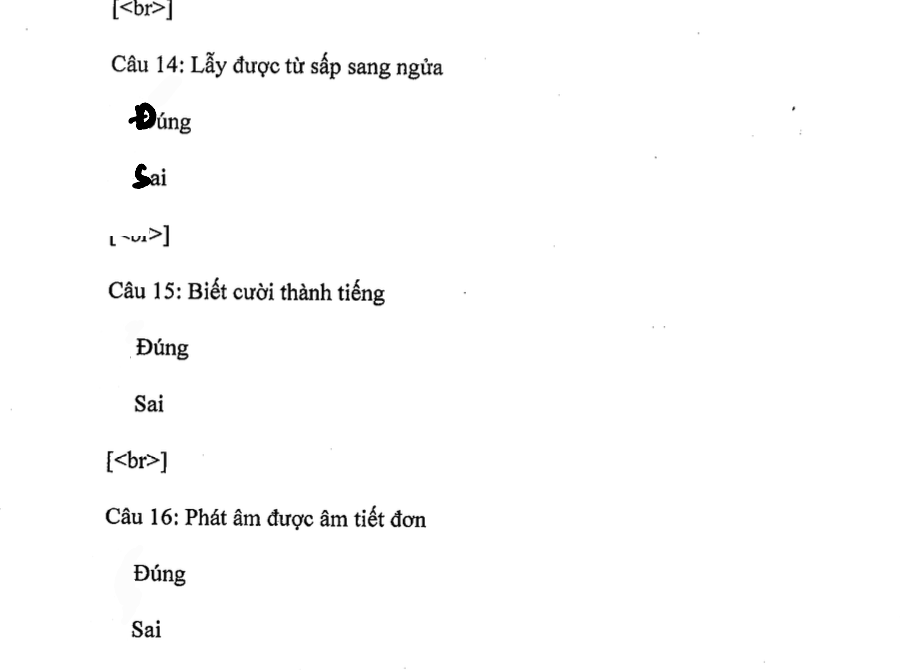 [<br>]
Câu 14: Lẫy được từ sấp sang ngửa
Đúng
Sai
Câu 15: Biết cười thành tiếng
Đúng
Sai
[<br>]
Câu 16: Phát âm được âm tiết đơn
Đúng
Sai